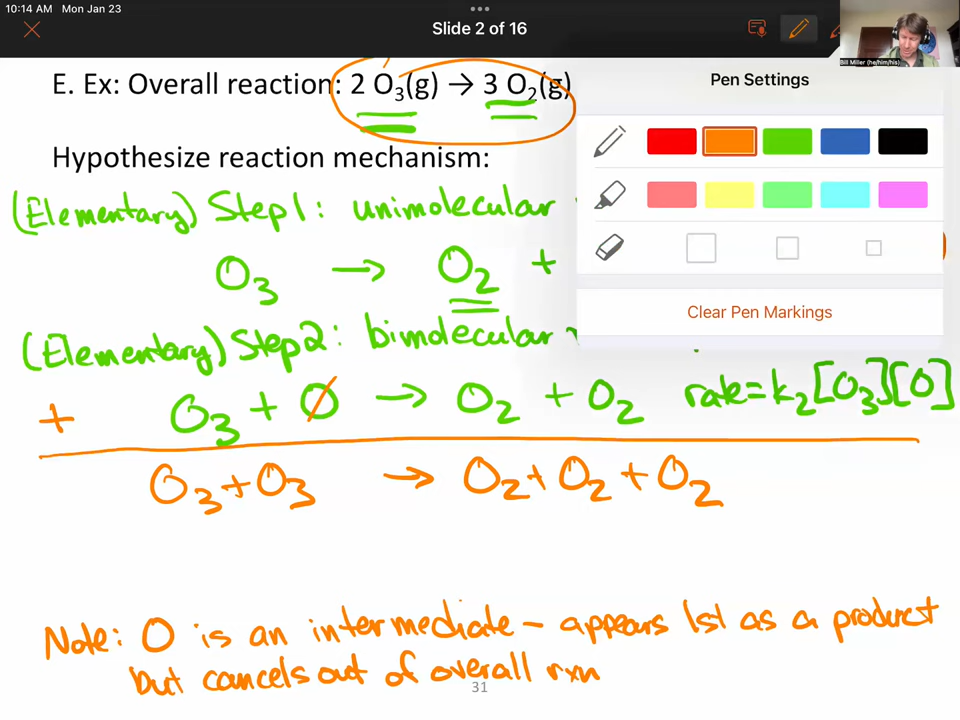 10:14 AM Mon Jan 23
Slide 2 of 16
Bill Miller (he/him/his)
E. Ex: Overall reaction: 2 O₃(g) → 3 O₂(g)
Pen Settings
Hypothesize reaction mechanism:
(Elementary) Step 1: unimolecular
O₃ → O₂ +
Clear Pen Markings
(Elementary) Step 2: bimolecular
+ O₃ + O → O₂ + O₂ rate = k₂[O₃][O]
O₃ + O₃ → O₂ + O₂ + O₂
Note: O is an intermediate – appears 1st as a product
but cancels out of overall rxn
31